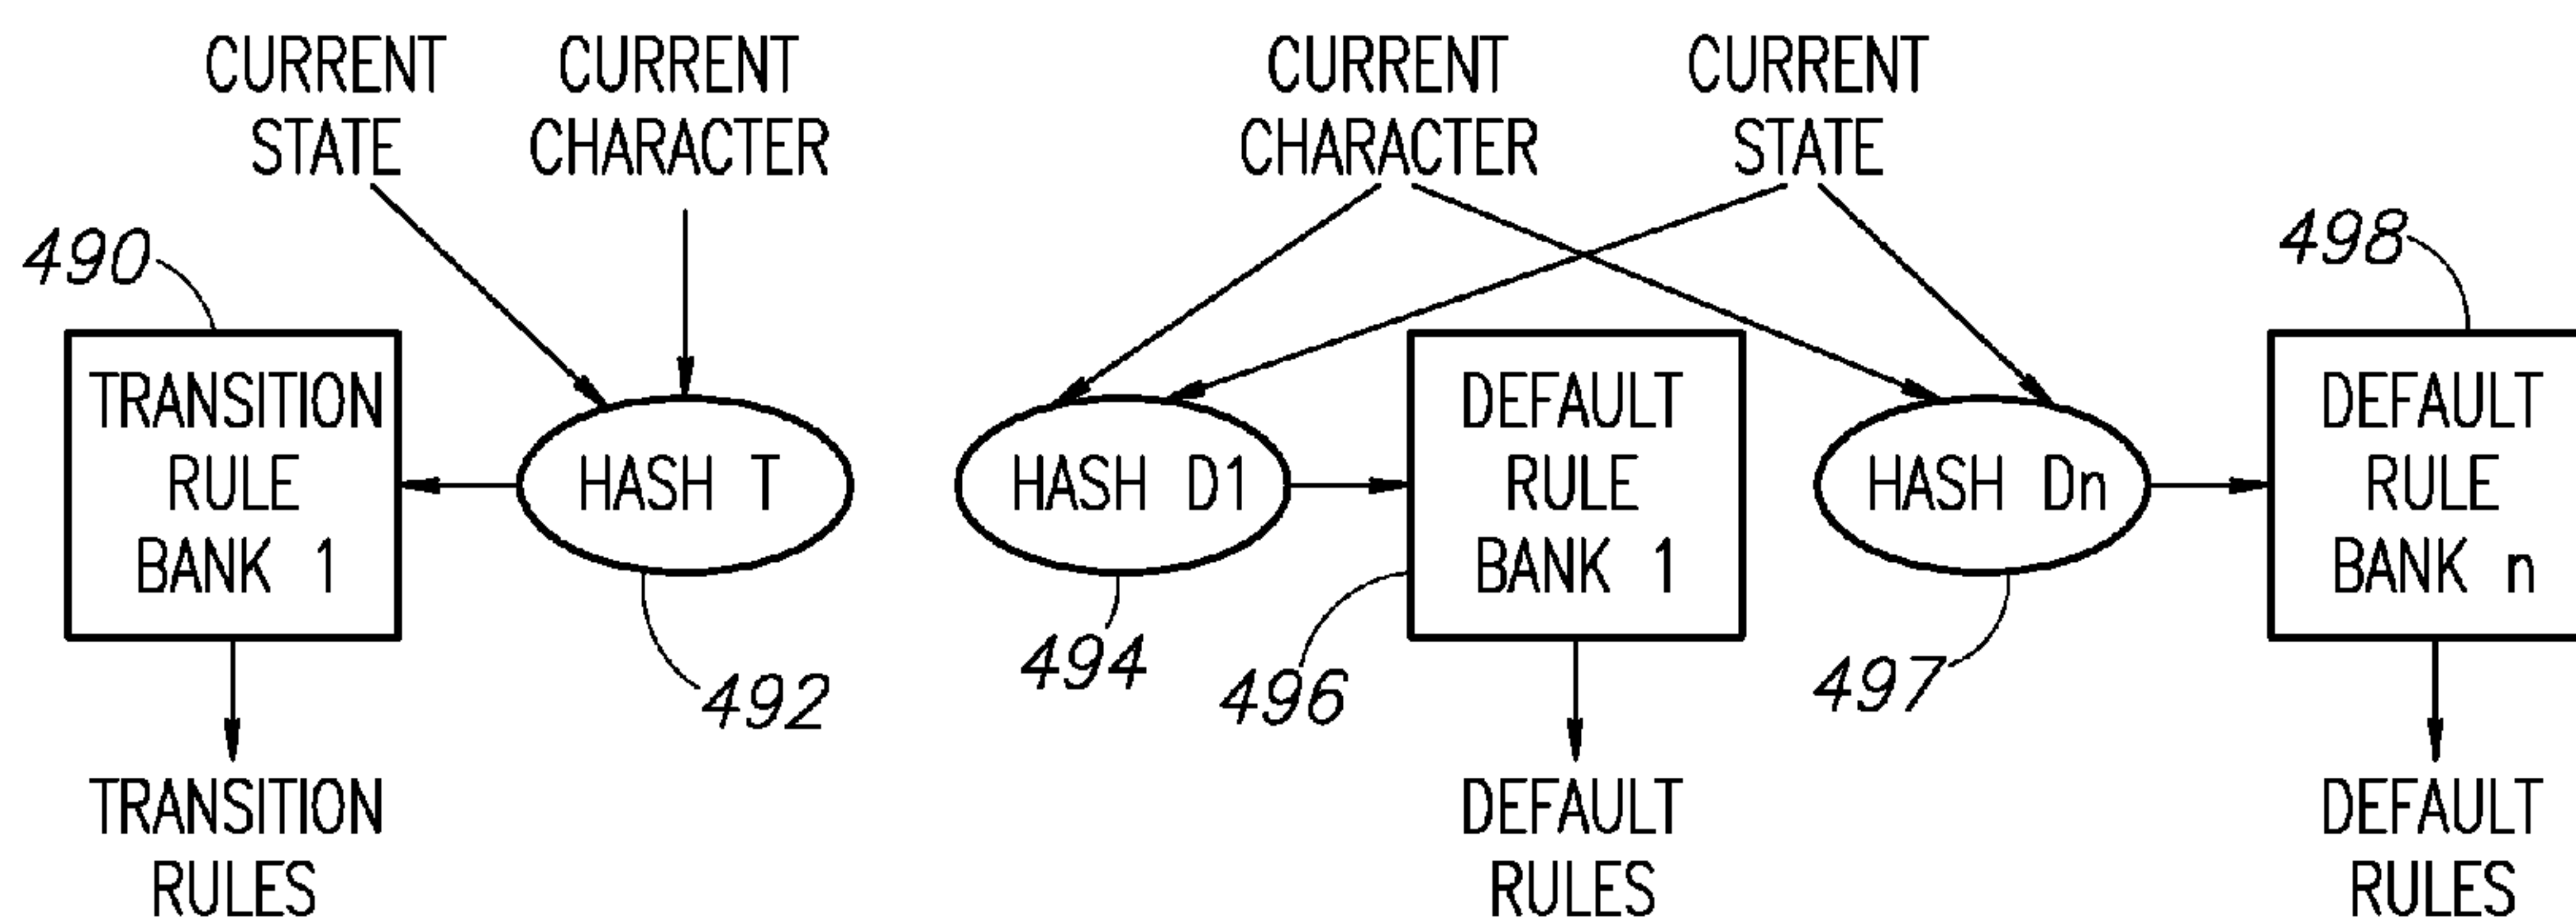 CURRENT
STATE
CURRENT
CHARACTER
CURRENT
CHARACTER
CURRENT
STATE
490
498
TRANSITION
RULE
BANK 1
HASH T
HASH D1
DEFAULT
RULE
BANK 1
HASH Dn
DEFAULT
RULE
BANK n
492
494
496
497
TRANSITION
RULES
DEFAULT
RULES
DEFAULT
RULES